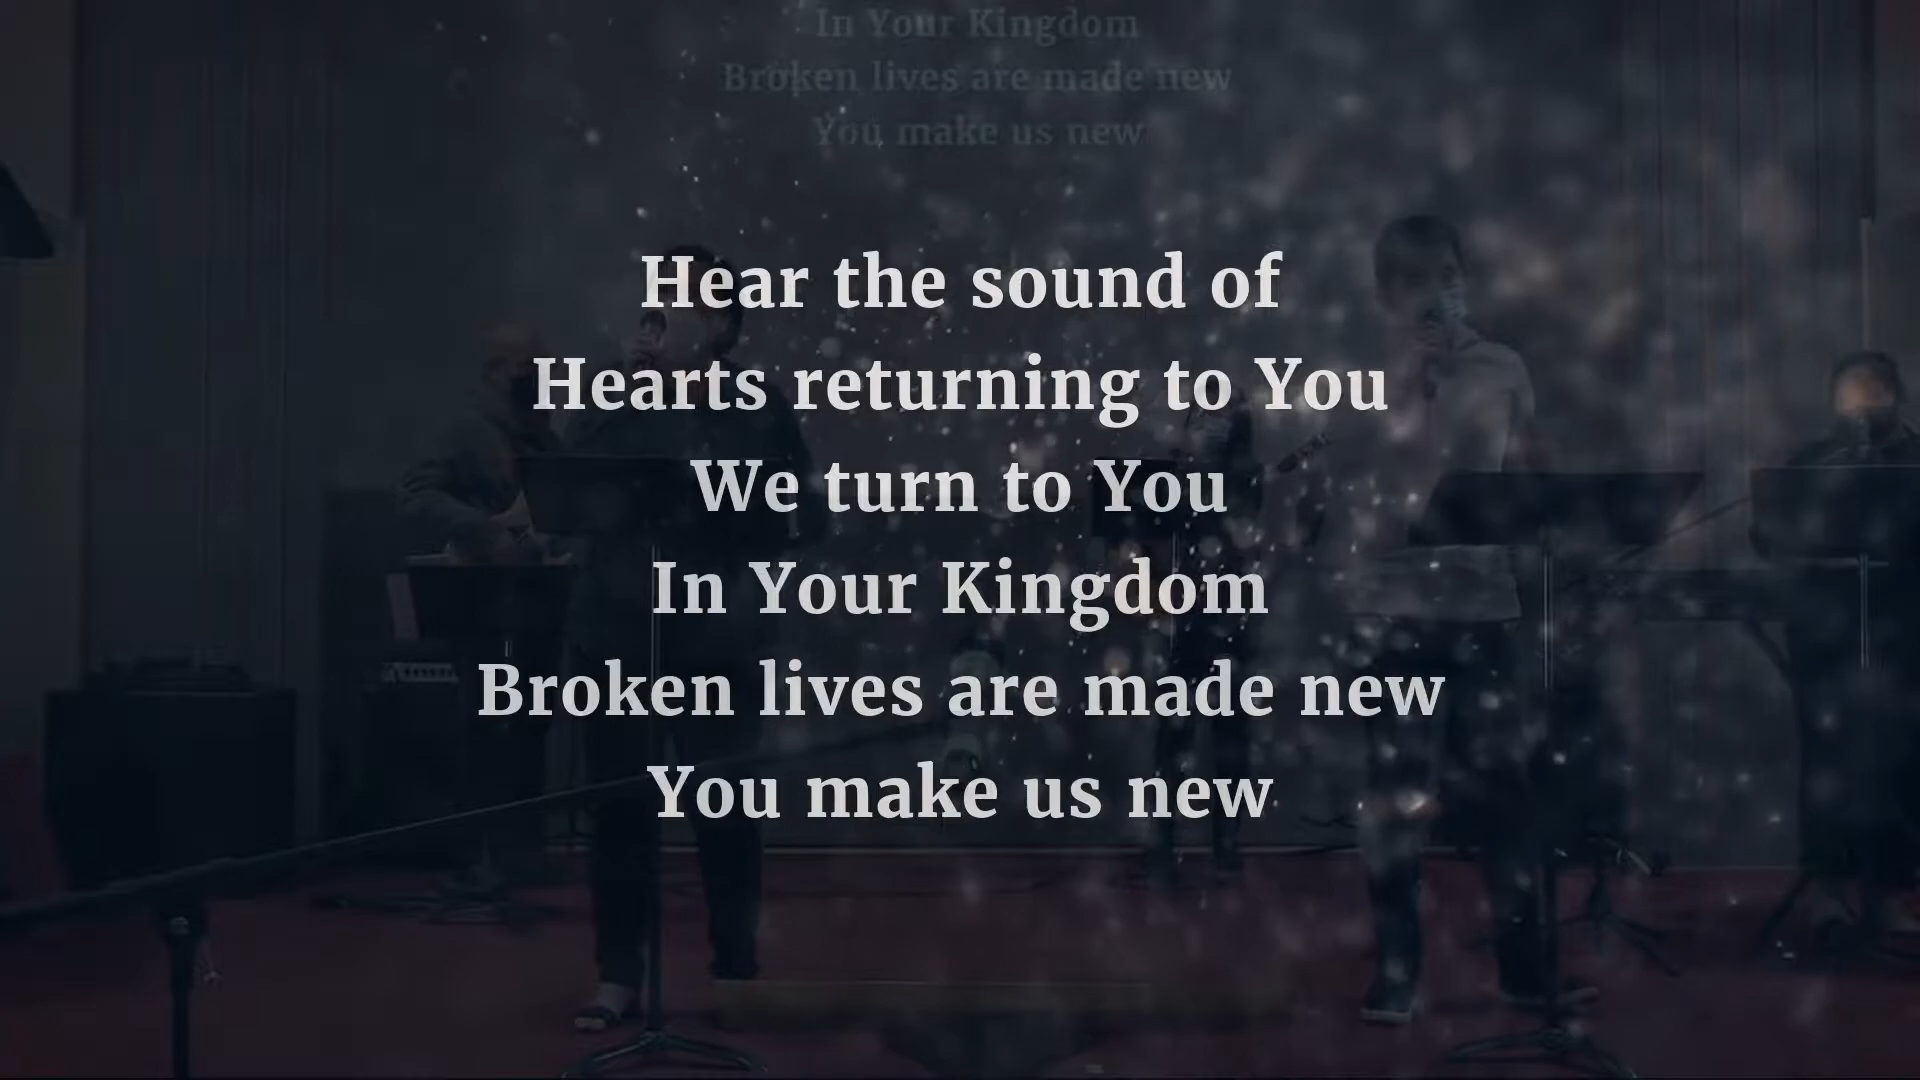 In Your Kingdom
Broken lives are made new
You make us new
Hear the sound of
Hearts returning to You
We turn to You
In Your Kingdom
Broken lives are made new
You make us new